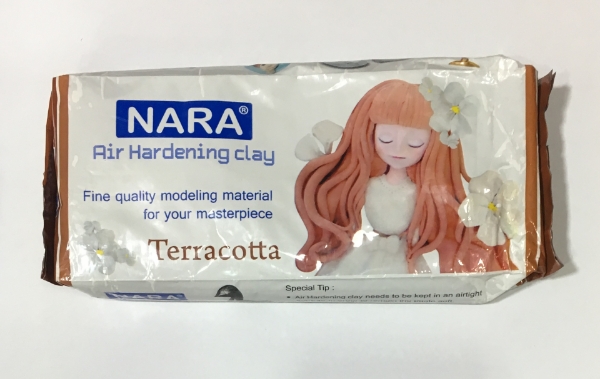 NARA®
Air Hardening clay
Fine quality modeling material
for your masterpiece
Terracotta
NARA®
Special Tip :
• Air Hardening clay needs to be kept in an airtight